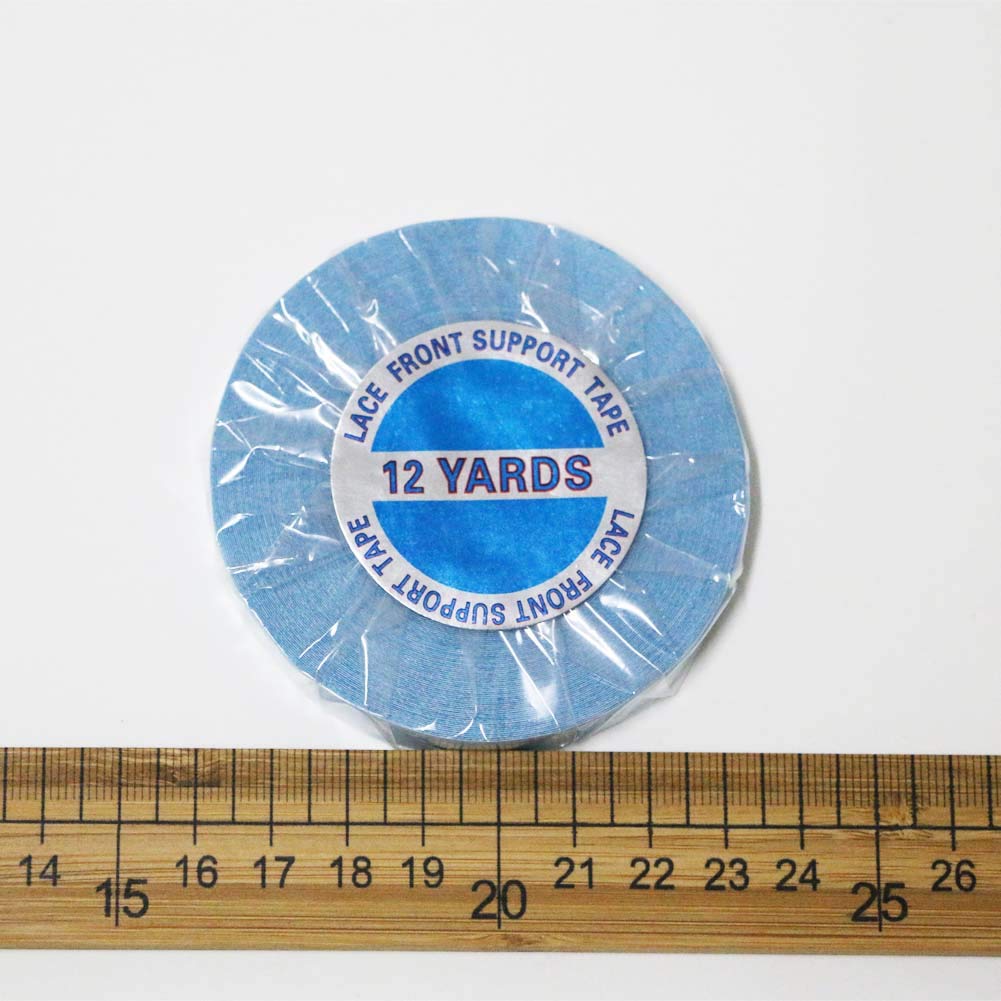 LACE FRONT SUPPORT TAPE
12 YARDS
LACE FRONT SUPPORT TAPE
14 15 16 17 18 19 20 21 22 23 24 25 26